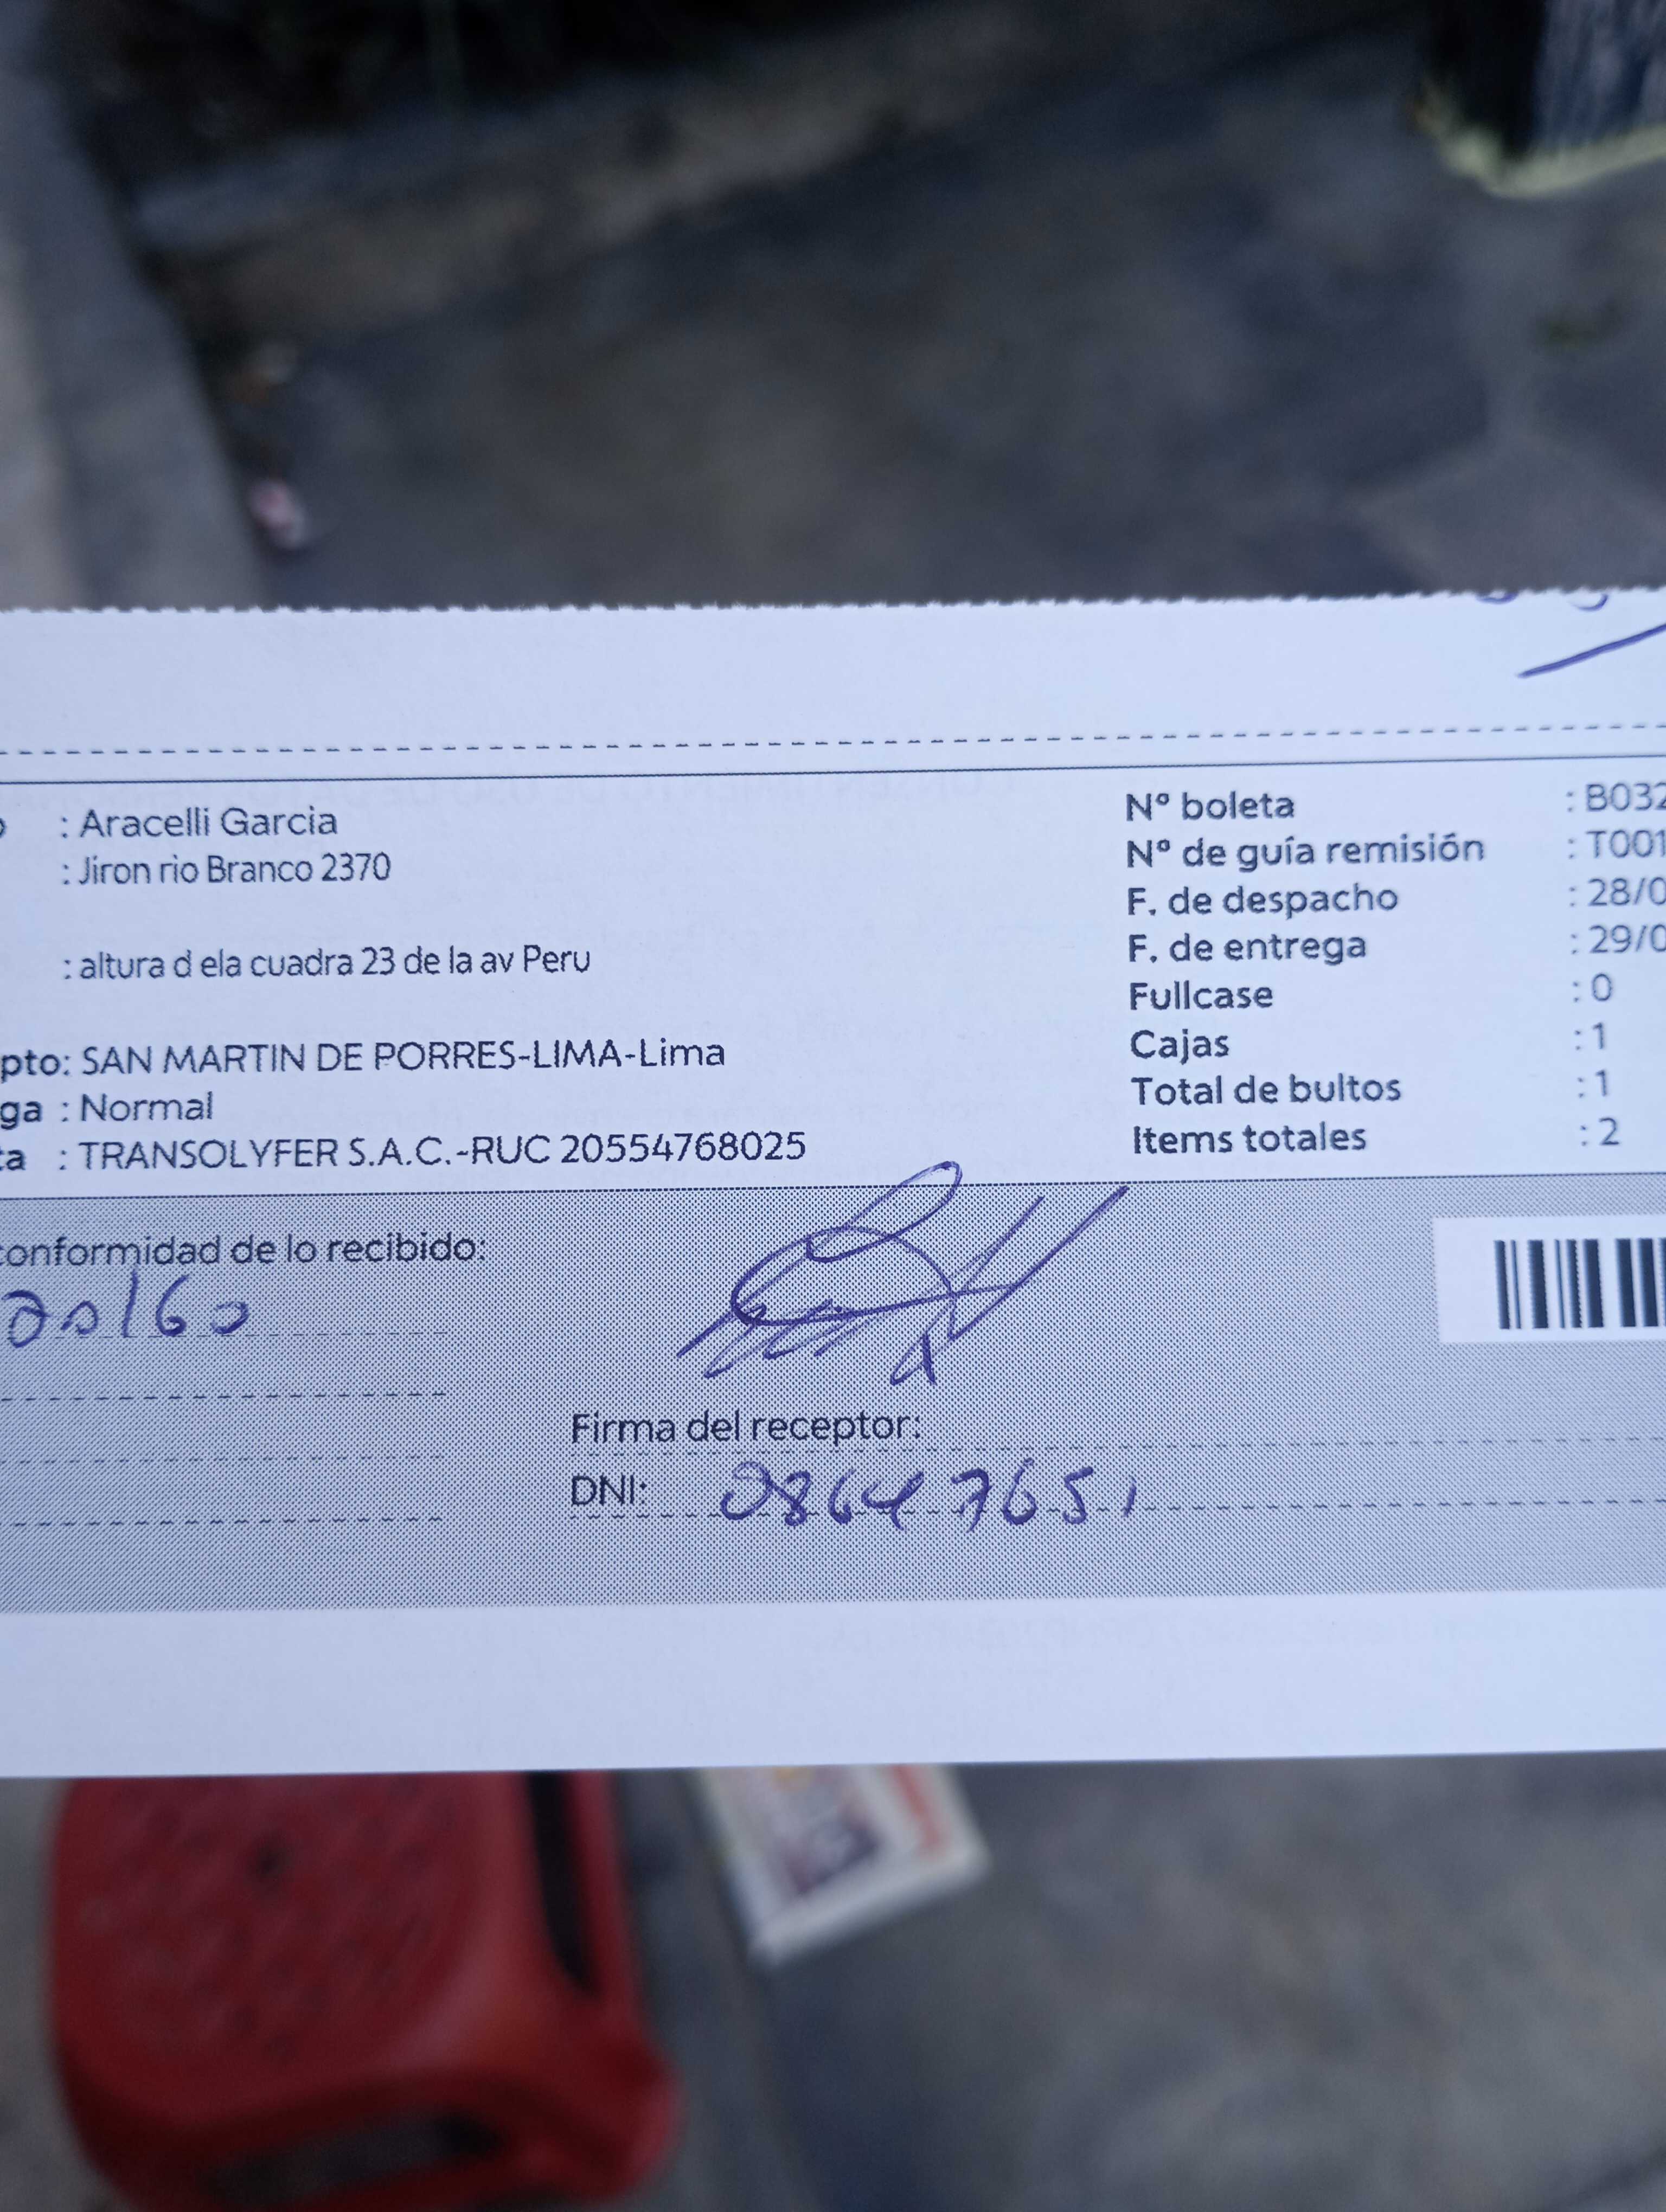 : Aracelli Garcia
: Jiron rio Branco 2370
: altura d ela cuadra 23 de la av Peru
pto: SAN MARTIN DE PORRES-LIMA-Lima
ga : Normal
ta : TRANSOLYFER S.A.C.-RUC 20554768025
Nº boleta : B032
Nº de guía remisión : T001
F. de despacho : 28/0
F. de entrega : 29/0
Fullcase : 0
Cajas : 1
Total de bultos : 1
Items totales : 2
conformidad de lo recibido:
Firma del receptor:
DNI: 08647651